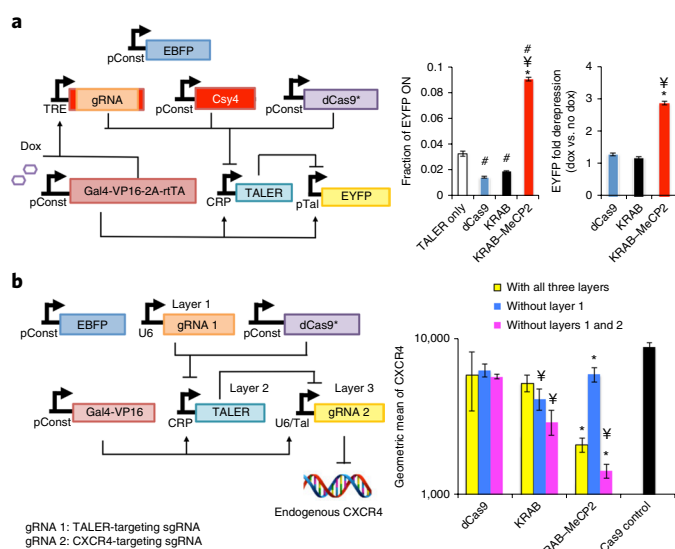 a
pConst EBFP
TRE gRNA
pConst Csy4
pConst dCas9*
Dox
pConst Gal4-VP16-2A-rtTA
CRP TALER
pTal EYFP
Fraction of EYFP ON
0.1
0.08
0.06
0.04
0.02
0
# # # ¥ *
TALER only
dCas9
KRAB
KRAB–MeCP2
EYFP fold derepression
(dox vs. no dox)
4
3
2
1
0
¥ *
dCas9
KRAB
KRAB–MeCP2
b
pConst EBFP
Layer 1
U6 gRNA 1
pConst dCas9*
pConst Gal4-VP16
Layer 2
CRP TALER
Layer 3
U6/Tal gRNA 2
Endogenous CXCR4
gRNA 1: TALER-targeting sgRNA
gRNA 2: CXCR4-targeting sgRNA
With all three layers
Without layer 1
Without layers 1 and 2
Geometric mean of CXCR4
10,000
1,000
¥ ¥ * * ¥ *
dCas9
KRAB
Cas9 control